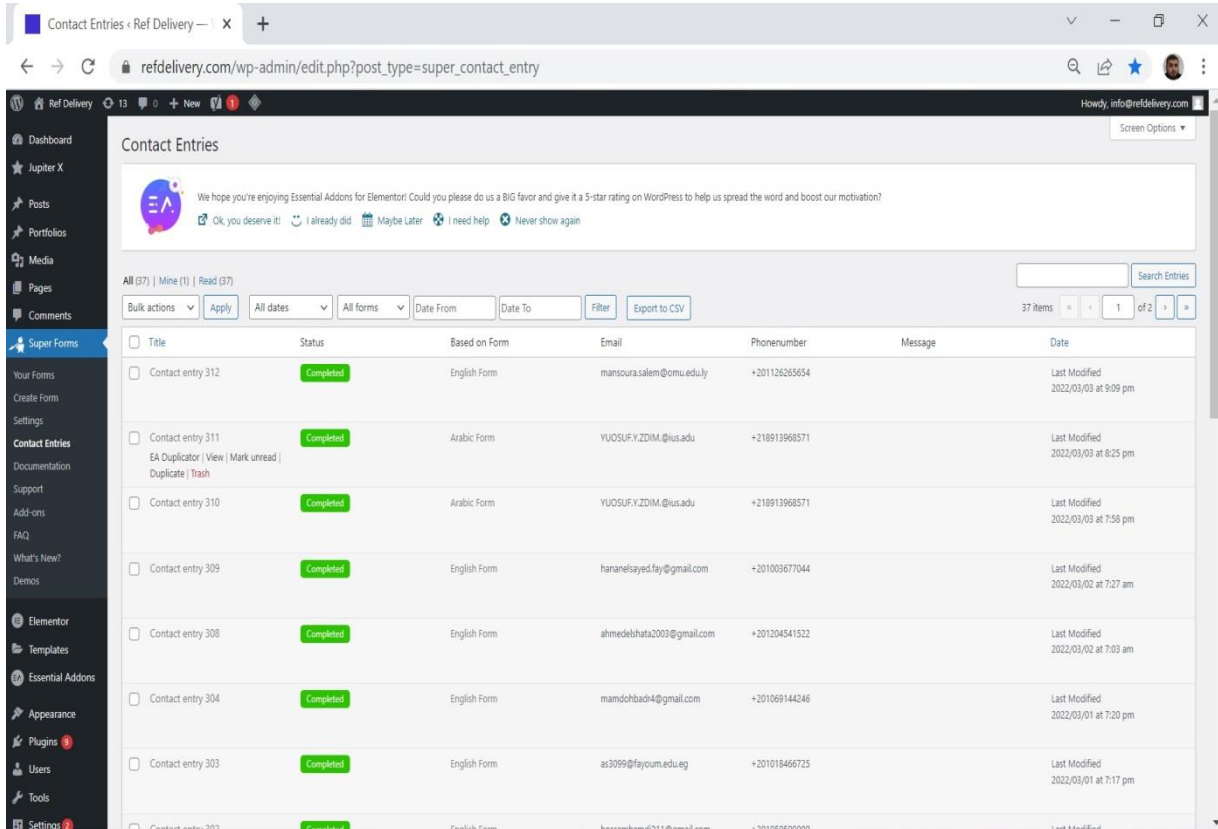 Contact Entries ‹ Ref Delivery —
refdelivery.com/wp-admin/edit.php?post_type=super_contact_entry
Ref Delivery 13 0 + New 1 Howdy, info@refdelivery.com
Screen Options ▼
Dashboard
Jupiter X
Posts
Portfolios
Media
Pages
Comments
Super Forms
Your Forms
Create Form
Settings
Contact Entries
Documentation
Support
Add-ons
FAQ
What's New?
Demos
Elementor
Templates
Essential Addons
Appearance
Plugins 9
Users
Tools
Settings 2
Contact Entries
EA
We hope you're enjoying Essential Addons for Elementor! Could you please do us a BIG favor and give it a 5-star rating on WordPress to help us spread the word and boost our motivation?
Ok, you deserve it! I already did Maybe Later I need help Never show again
All (37) | Mine (1) | Read (37)
Search Entries
Bulk actions Apply All dates All forms Date From Date To Filter Export to CSV 37 items « ‹ 1 of 2 › »
Title Status Based on Form Email Phonenumber Message Date
Contact entry 312 Completed English Form mansoura.salem@omu.edu.ly +201126265654 Last Modified
2022/03/03 at 9:09 pm
Contact entry 311 Completed Arabic Form YUOSUF.Y.ZDIM.@ius.adu +218913968571 Last Modified
EA Duplicator | View | Mark unread | 2022/03/03 at 8:25 pm
Duplicate | Trash
Contact entry 310 Completed Arabic Form YUOSUF.Y.ZDIM.@ius.adu +218913968571 Last Modified
2022/03/03 at 7:58 pm
Contact entry 309 Completed English Form hananelsayed.fay@gmail.com +201003677044 Last Modified
2022/03/02 at 7:27 am
Contact entry 308 Completed English Form ahmedelshata2003@gmail.com +201204541522 Last Modified
2022/03/02 at 7:03 am
Contact entry 304 Completed English Form mamdohbadr4@gmail.com +201069144246 Last Modified
2022/03/01 at 7:20 pm
Contact entry 303 Completed English Form as3099@fayoum.edu.eg +201018466725 Last Modified
2022/03/01 at 7:17 pm
Contact entry 302 Completed English Form Last Modified